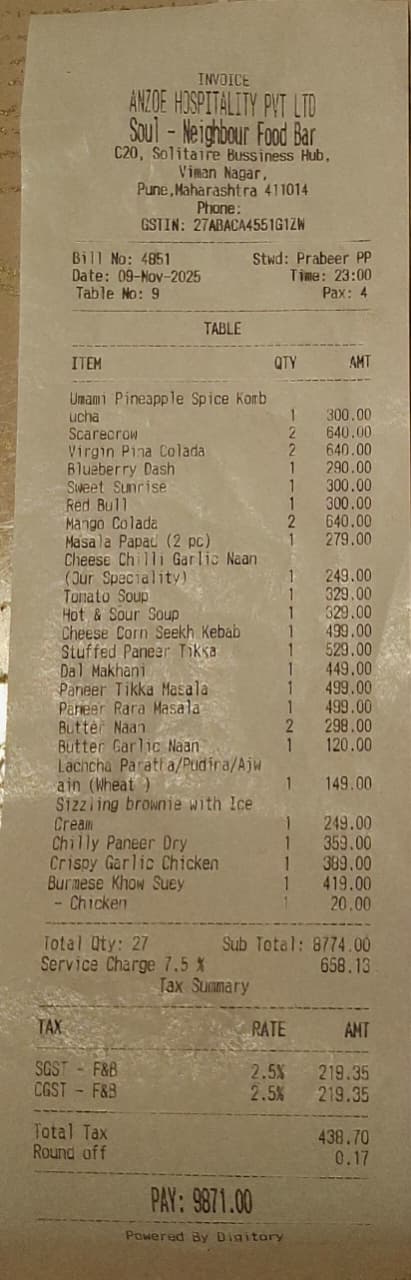 INVOICE
ANZOE HOSPITALITY PVT LTD
Soul - Neighbour Food Bar
C20, Solitaire Bussiness Hub,
Viman Nagar,
Pune,Maharashtra 411014
Phone:
GSTIN: 27ABACA4551G1ZW
Bill No: 4851 Stwd: Prabeer PP
Date: 09-Nov-2025 Time: 23:00
Table No: 9 Pax: 4
TABLE
ITEM QTY AMT
Umami Pineapple Spice Komb
ucha 1 300.00
Scarecrow 2 640.00
Virgin Pina Colada 2 640.00
Blueberry Dash 1 290.00
Sweet Sunrise 1 300.00
Red Bull 1 300.00
Mango Colada 2 640.00
Masala Papad (2 pc) 1 279.00
Cheese Chilli Garlic Naan
(Our Speciality) 1 249.00
Tomato Soup 1 329.00
Hot & Sour Soup 1 329.00
Cheese Corn Seekh Kebab 1 499.00
Stuffed Paneer Tikka 1 529.00
Dal Makhani 1 449.00
Paneer Tikka Masala 1 499.00
Paneer Rara Masala 1 499.00
Butter Naan 2 298.00
Butter Garlic Naan 1 120.00
Lachcha Paratha/Pudina/Ajw
ain (Wheat ) 1 149.00
Sizzling brownie with Ice
Cream 1 249.00
Chilly Paneer Dry 1 359.00
Crispy Garlic Chicken 1 389.00
Burmese Khow Suey 1 419.00
- Chicken 1 20.00
Total Qty: 27 Sub Total: 8774.00
Service Charge 7.5 % 658.13
Tax Summary
TAX RATE AMT
SGST - F&B 2.5% 219.35
CGST - F&B 2.5% 219.35
Total Tax 438.70
Round off 0.17
PAY: 9871.00
Powered By Digitory